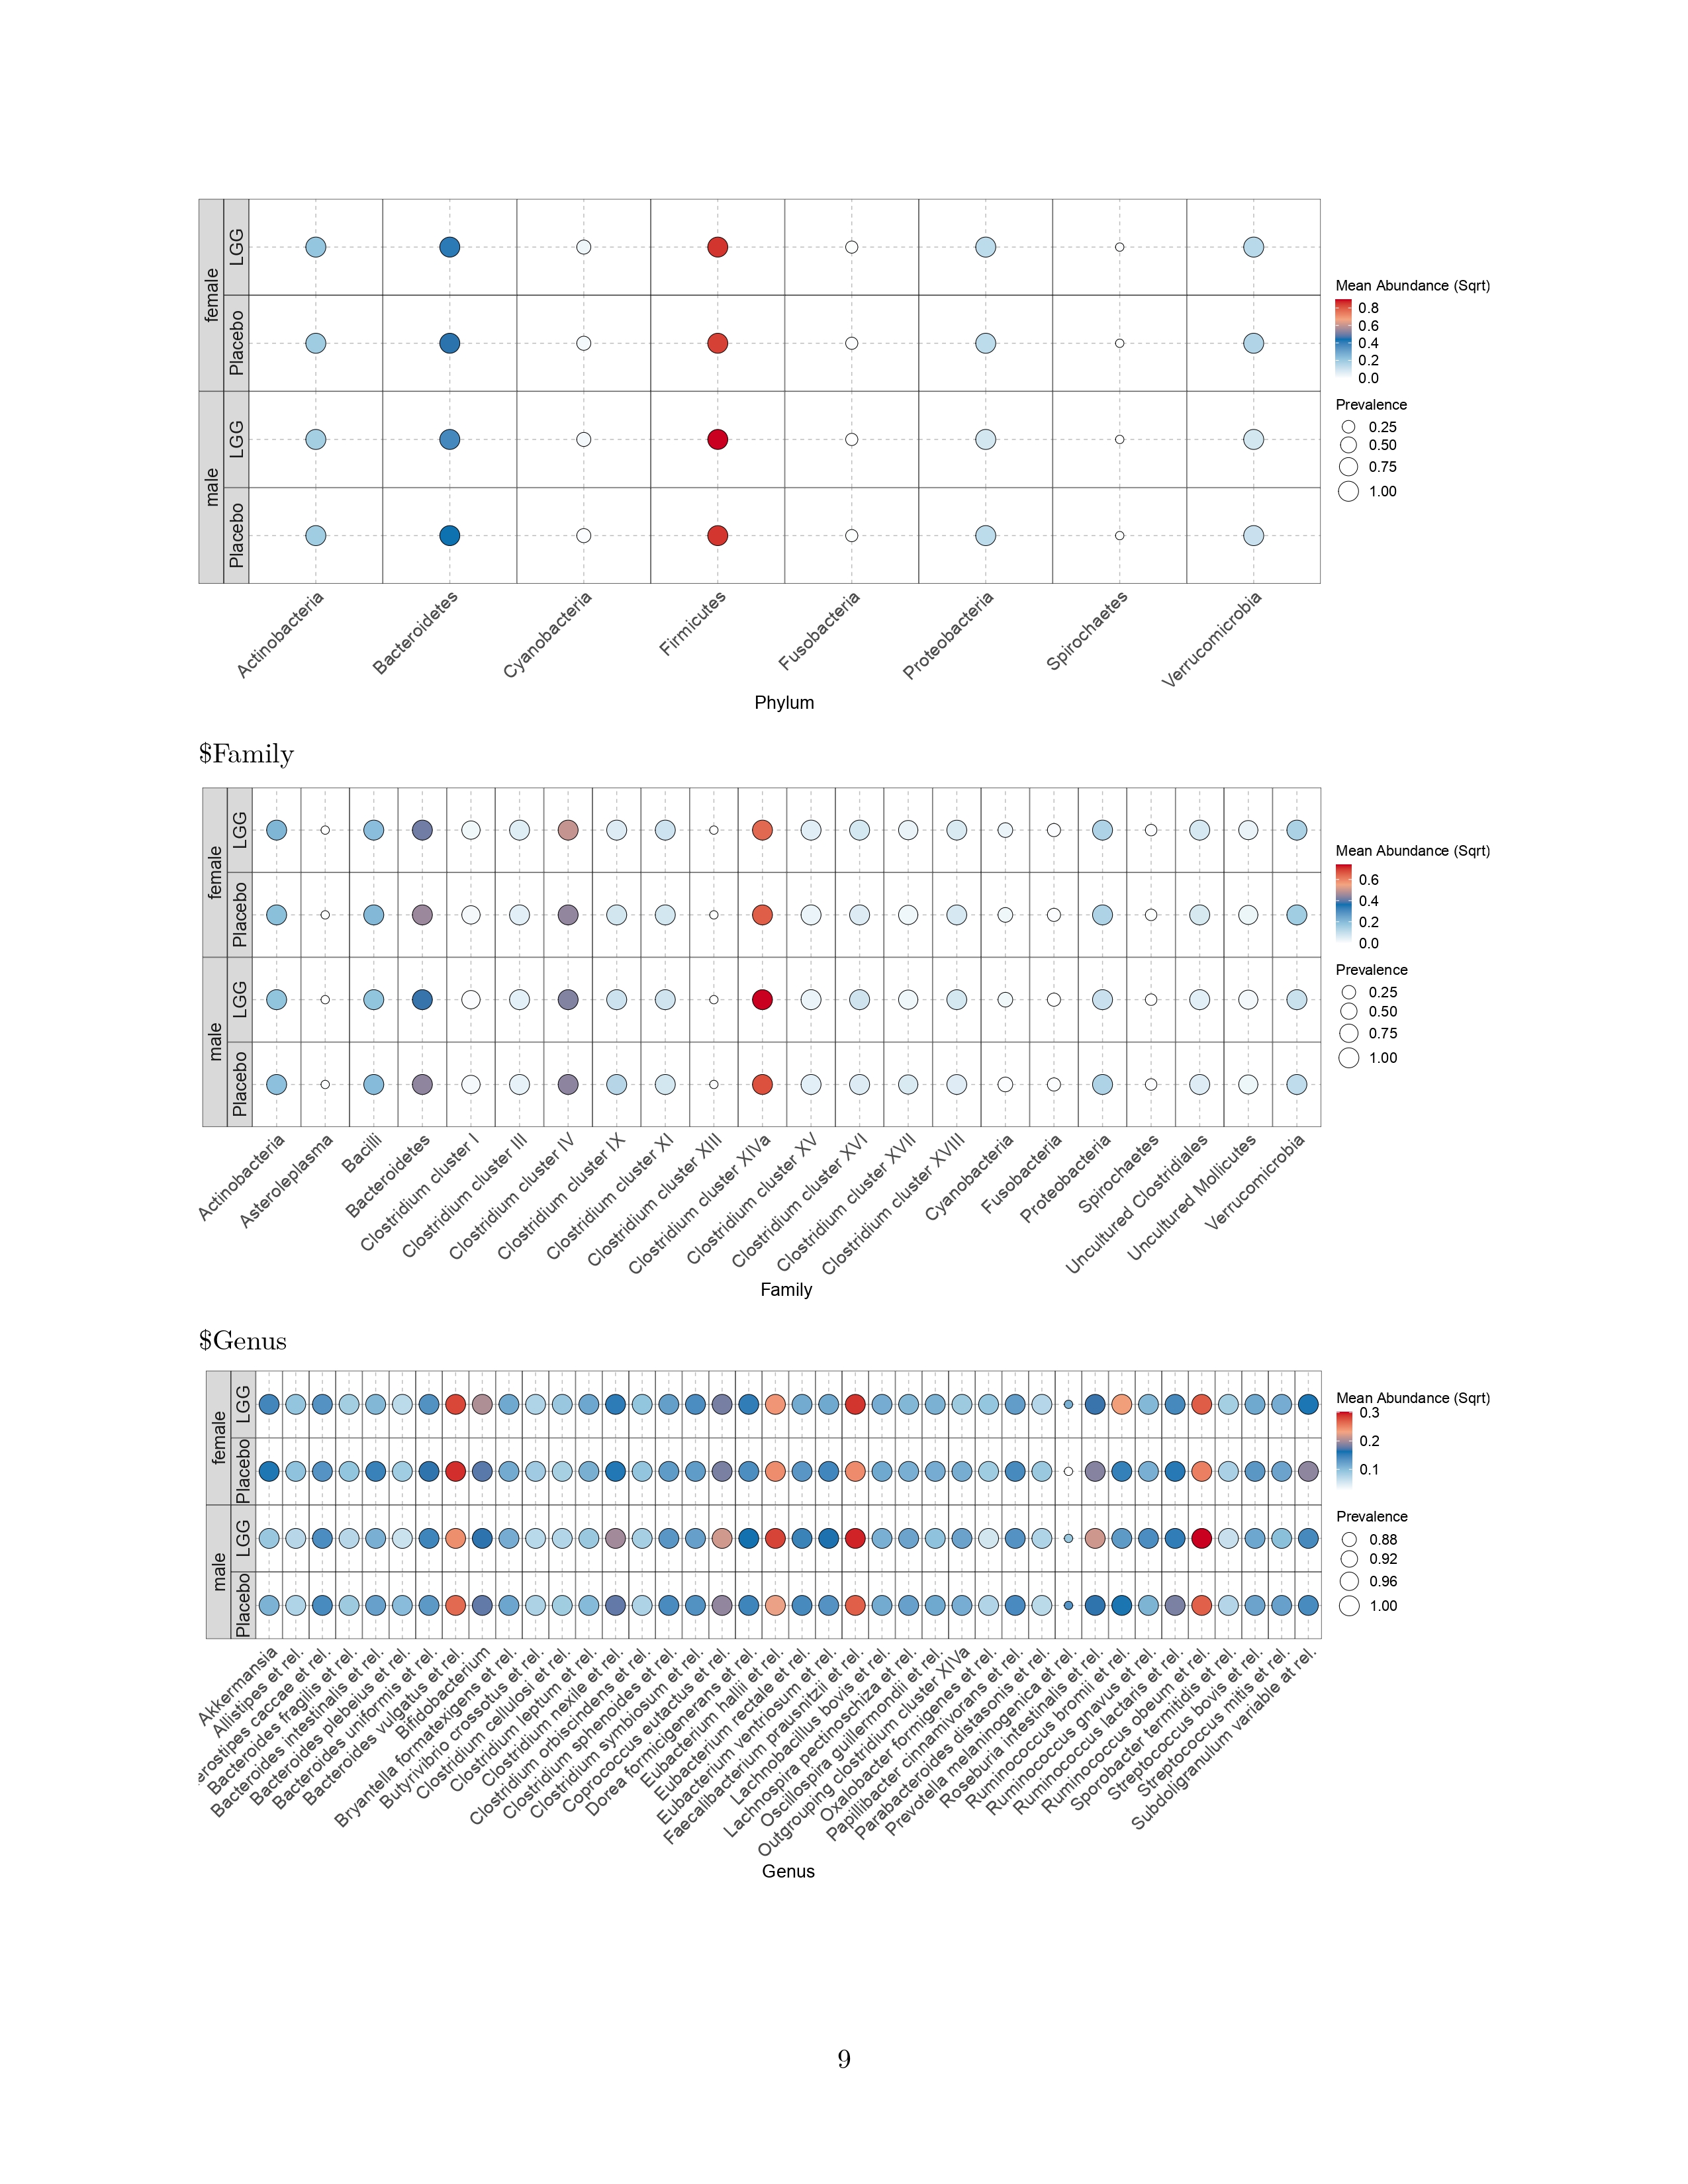 female
LGG
Placebo
male
LGG
Placebo
Actinobacteria
Bacteroidetes
Cyanobacteria
Firmicutes
Fusobacteria
Proteobacteria
Spirochaetes
Verrucomicrobia
Phylum
Mean Abundance (Sqrt)
0.8
0.6
0.4
0.2
0.0
Prevalence
0.25
0.50
0.75
1.00
$Family
female
LGG
Placebo
male
LGG
Placebo
Actinobacteria
Asteroleplasma
Bacilli
Bacteroidetes
Clostridium cluster I
Clostridium cluster III
Clostridium cluster IV
Clostridium cluster IX
Clostridium cluster XI
Clostridium cluster XIII
Clostridium cluster XIVa
Clostridium cluster XV
Clostridium cluster XVI
Clostridium cluster XVII
Clostridium cluster XVIII
Cyanobacteria
Fusobacteria
Proteobacteria
Spirochaetes
Uncultured Clostridiales
Uncultured Mollicutes
Verrucomicrobia
Family
Mean Abundance (Sqrt)
0.6
0.4
0.2
0.0
Prevalence
0.25
0.50
0.75
1.00
$Genus
female
LGG
Placebo
male
LGG
Placebo
Akkermansia
Allistipes et rel.
erostipes caccae et rel.
Bacteroides fragilis et rel.
teroides intestinalis et rel.
Bacteroides plebeius et rel.
Bacteroides uniformis et rel.
Bacteroides vulgatus et rel.
Bifidobacterium
Bryantella formatexigens et rel.
Butyrivibrio crossotus et rel.
Clostridium cellulosi et rel.
Clostridium leptum et rel.
Clostridium nexile et rel.
Clostridium orbiscindens et rel.
Clostridium sphenoides et rel.
Clostridium symbiosum et rel.
Coprococcus eutactus et rel.
Dorea formicigenerans et rel.
Eubacterium hallii et rel.
Eubacterium rectale et rel.
Eubacterium ventriosum et rel.
Faecalibacterium prausnitzii et rel.
Lachnobacillus bovis et rel.
Lachnospira pectinoschiza et rel.
Oscillospira guillermondii et rel.
Outgrouping clostridium cluster XIVa
Oxalobacter formigenes et rel.
Papillibacter cinnamivorans et rel.
Parabacteroides distasonis et rel.
Prevotella melaninogenica et rel.
Roseburia intestinalis et rel.
Ruminococcus bromii et rel.
Ruminococcus gnavus et rel.
Ruminococcus lactaris et rel.
Ruminococcus obeum et rel.
Sporobacter termitidis et rel.
Streptococcus bovis et rel.
Streptococcus mitis et rel.
Subdoligranulum variable at rel.
Genus
Mean Abundance (Sqrt)
0.3
0.2
0.1
Prevalence
0.88
0.92
0.96
1.00
9